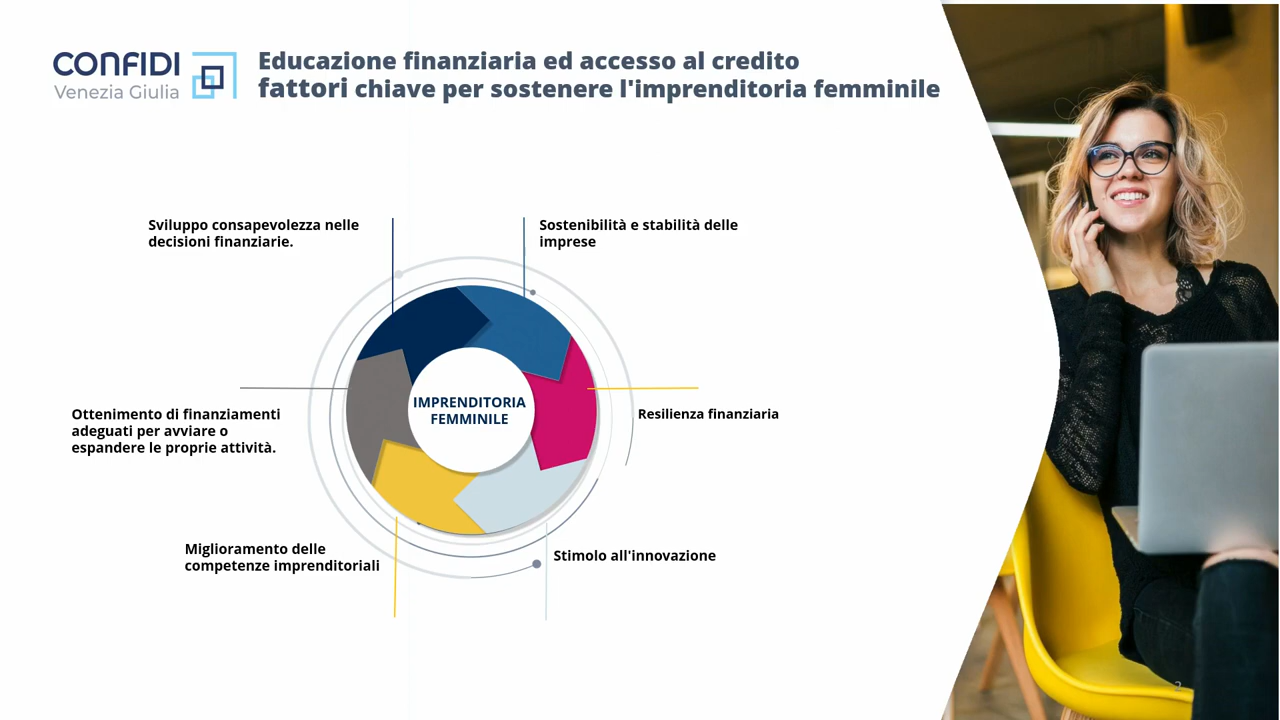 CONFIDI
Venezia Giulia
Educazione finanziaria ed accesso al credito
fattori chiave per sostenere l'imprenditoria femminile
Sviluppo consapevolezza nelle
decisioni finanziarie.
Sostenibilità e stabilità delle
imprese
IMPRENDITORIA
FEMMINILE
Ottenimento di finanziamenti
adeguati per avviare o
espandere le proprie attività.
Resilienza finanziaria
Miglioramento delle
competenze imprenditoriali
Stimolo all'innovazione
2